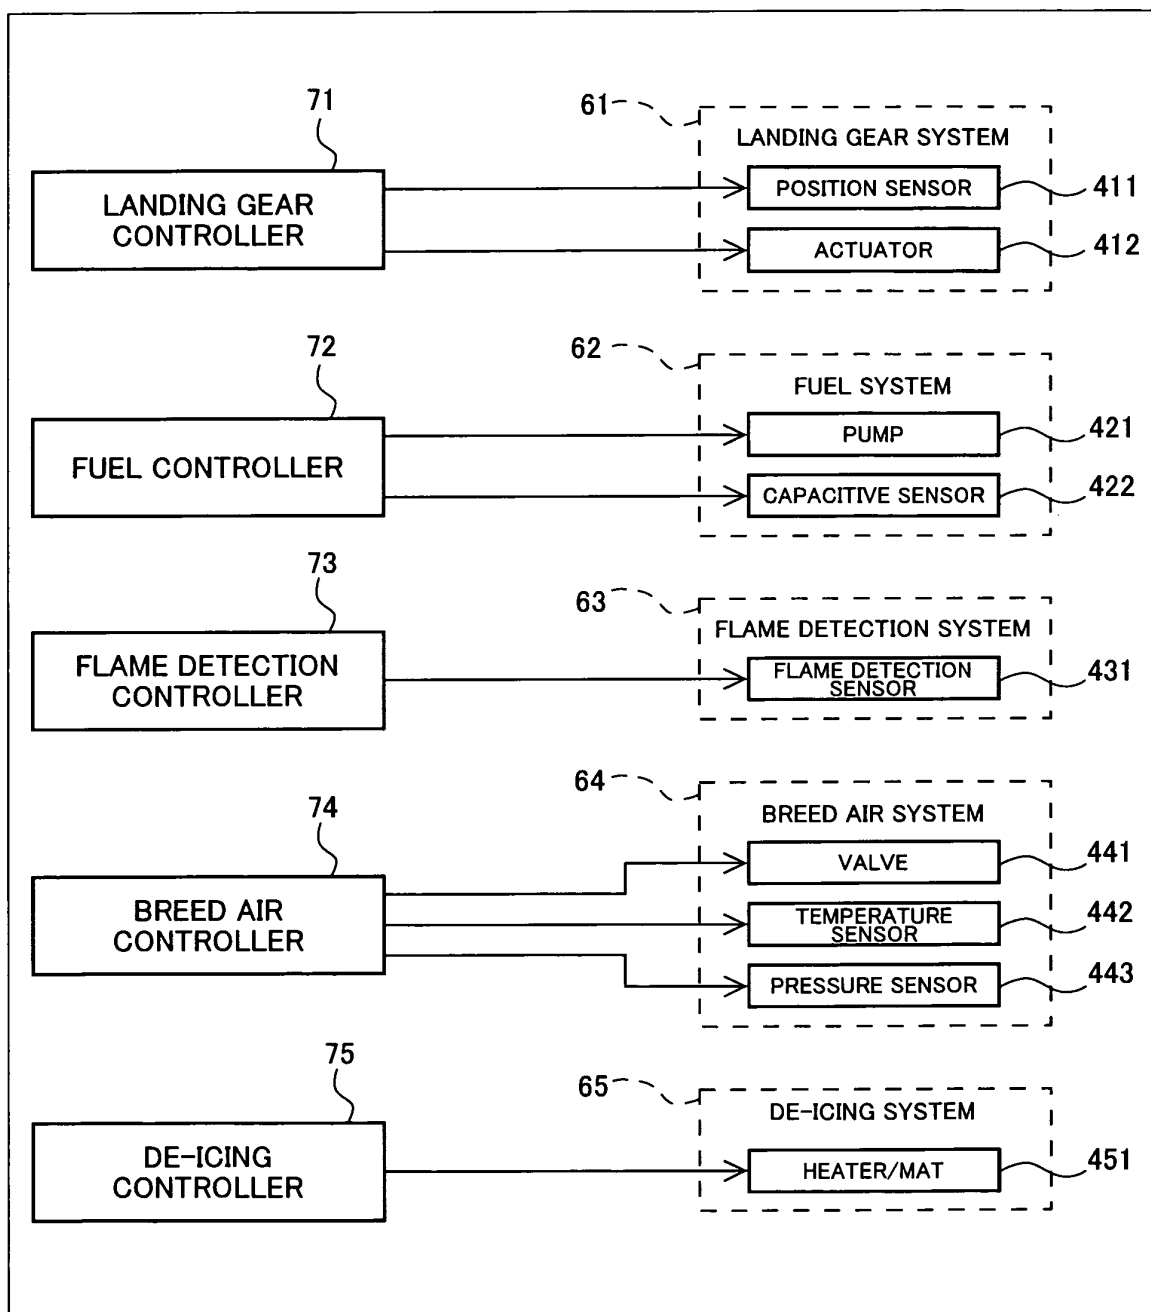 71
61
LANDING GEAR SYSTEM
LANDING GEAR
CONTROLLER
POSITION SENSOR
411
ACTUATOR
412
72
62
FUEL SYSTEM
FUEL CONTROLLER
PUMP
421
CAPACITIVE SENSOR
422
73
63
FLAME DETECTION SYSTEM
FLAME DETECTION
CONTROLLER
FLAME DETECTION
SENSOR
431
74
64
BREED AIR SYSTEM
BREED AIR
CONTROLLER
VALVE
441
TEMPERATURE
SENSOR
442
PRESSURE SENSOR
443
75
65
DE-ICING SYSTEM
DE-ICING
CONTROLLER
HEATER/MAT
451